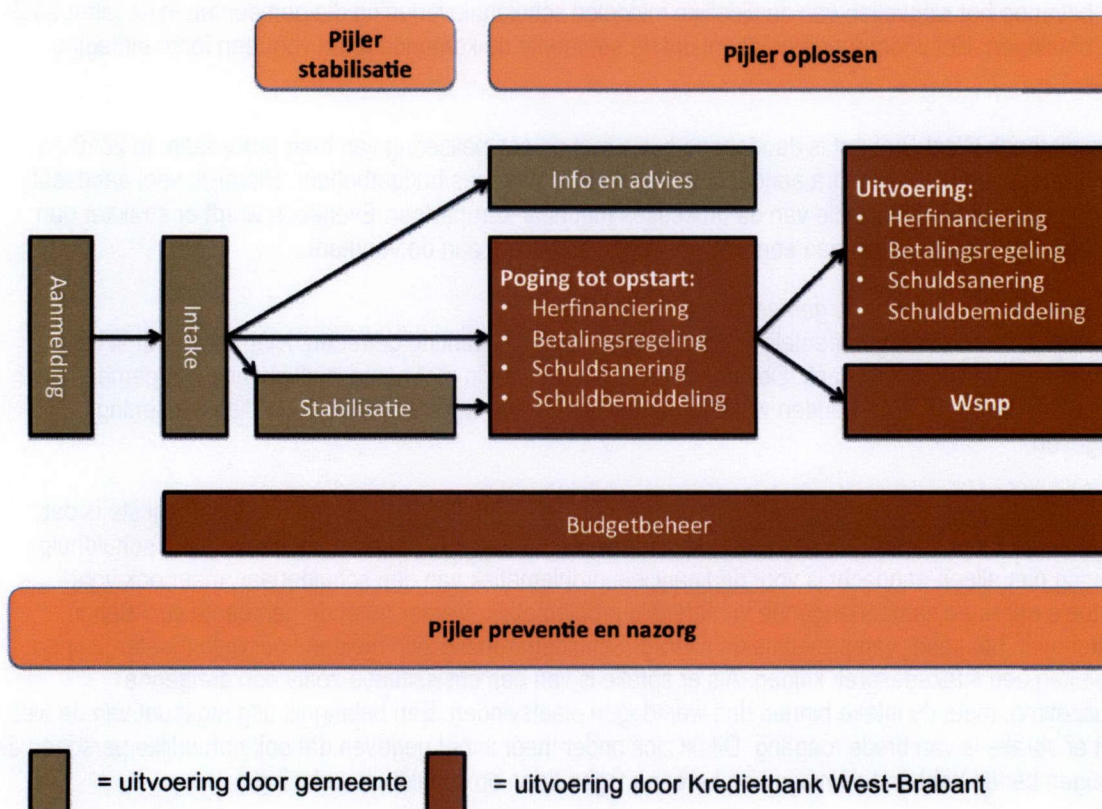 Pijler
stabilisatie
Pijler oplossen
Info en advies
Uitvoering:
• Herfinanciering
• Betalingsregeling
• Schuldsanering
• Schuldbemiddeling
Aanmelding
Intake
Poging tot opstart:
• Herfinanciering
• Betalingsregeling
• Schuldsanering
• Schuldbemiddeling
Stabilisatie
Wsnp
Budgetbeheer
Pijler preventie en nazorg
= uitvoering door gemeente
= uitvoering door Kredietbank West-Brabant